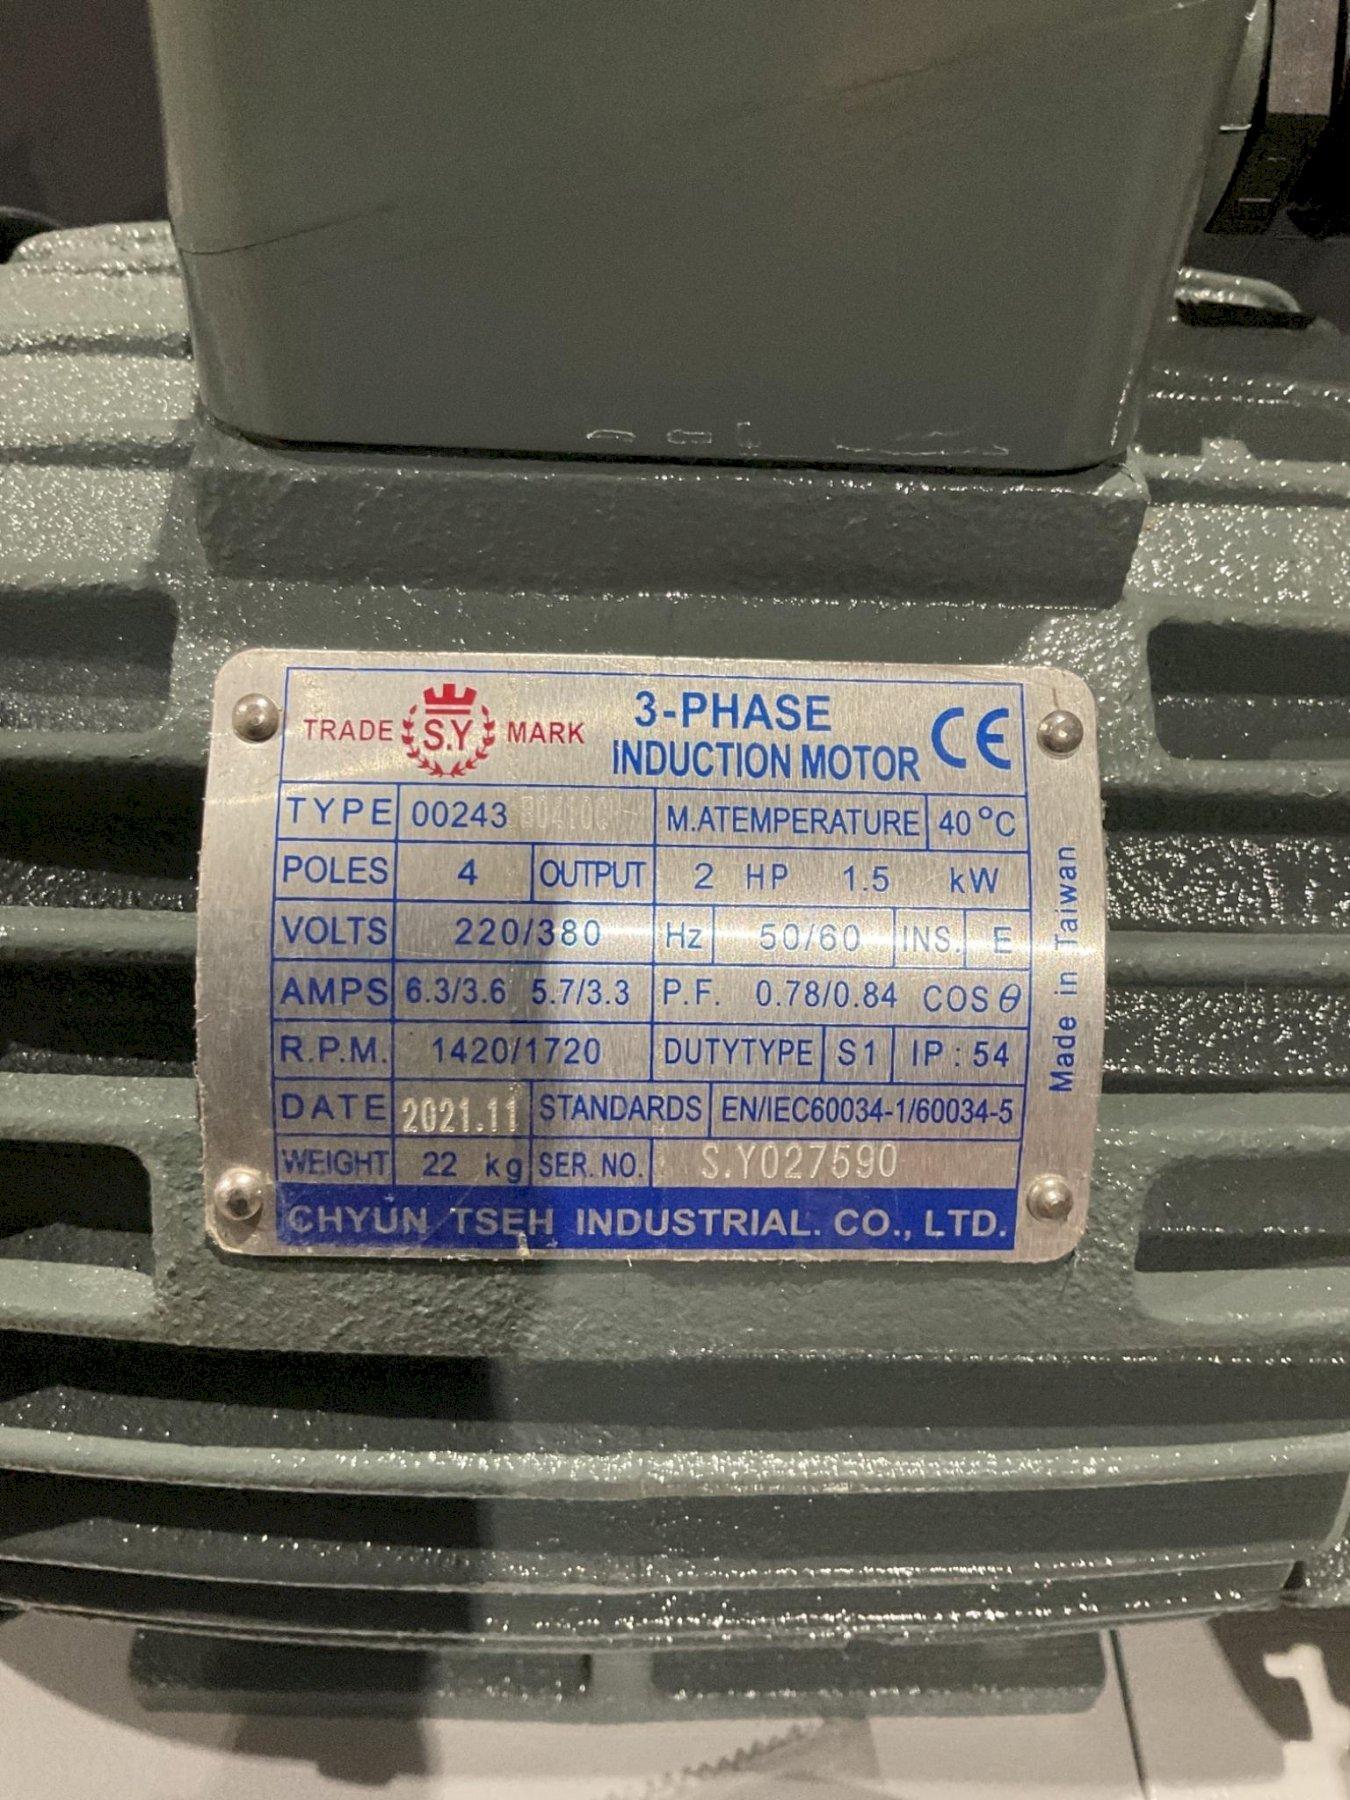 TRADE S.Y MARK
3-PHASE
INDUCTION MOTOR CE
TYPE 00243 M.ATEMPERATURE 40°C
POLES 4 OUTPUT 2 HP 1.5 kW
VOLTS 220/380 Hz 50/60 INS. E
AMPS 6.3/3.6 5.7/3.3 P.F. 0.78/0.84 COS θ
R.P.M. 1420/1720 DUTYTYPE S1 IP : 54
DATE 2021.11 STANDARDS EN/IEC60034-1/60034-5
WEIGHT 22 kg SER. NO. S.Y027590
CHYUN TSEH INDUSTRIAL. CO., LTD.
Made in Taiwan